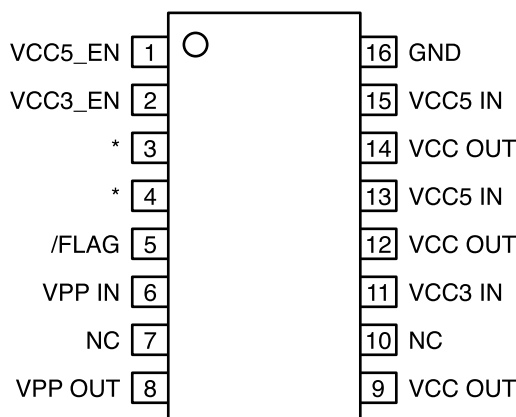 VCC5_EN 1 16 GND
VCC3_EN 2 15 VCC5 IN
* 3 14 VCC OUT
* 4 13 VCC5 IN
/FLAG 5 12 VCC OUT
VPP IN 6 11 VCC3 IN
NC 7 10 NC
VPP OUT 8 9 VCC OUT